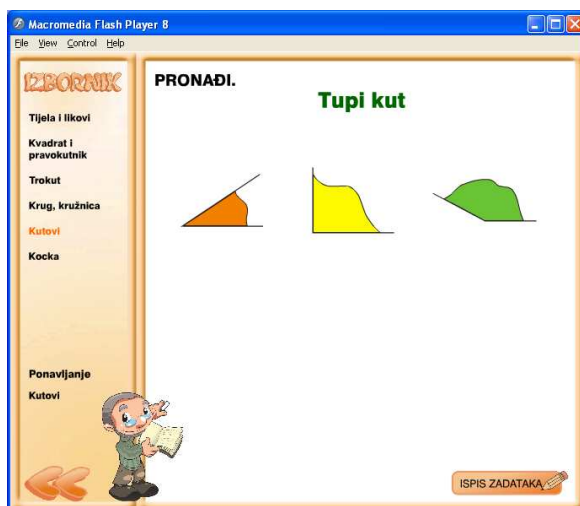 Macromedia Flash Player 8
File View Control Help
IZBORNIK
Tijela i likovi
Kvadrat i
pravokutnik
Trokut
Krug, kružnica
Kutovi
Kocka
Ponavljanje
Kutovi
PRONAĐI.
Tupi kut
ISPIS ZADATAKA